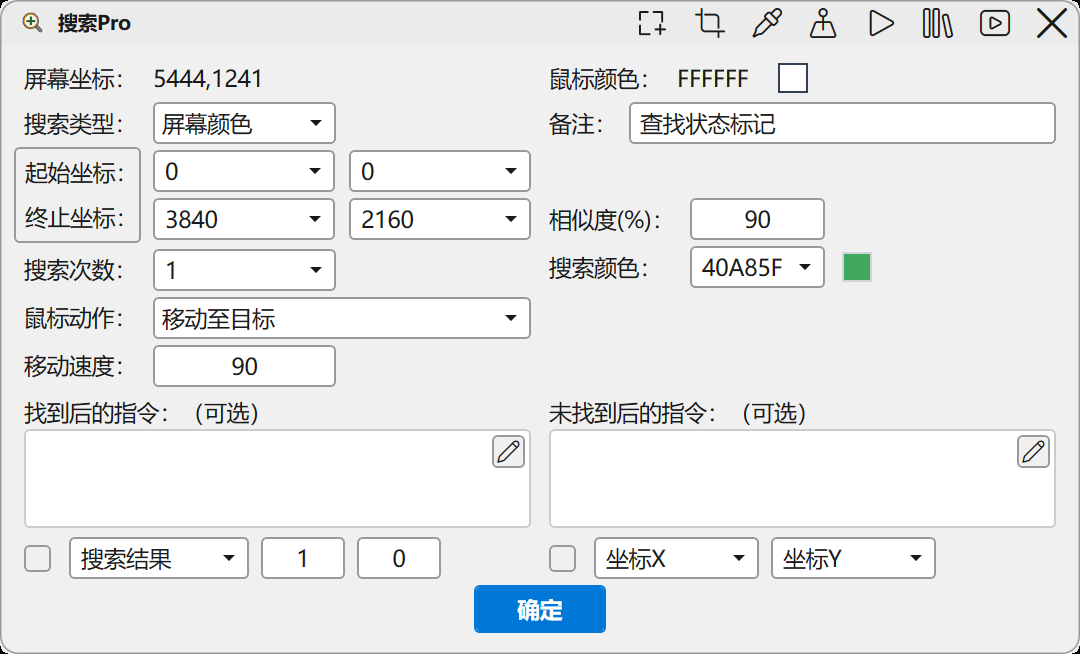 搜索Pro
屏幕坐标： 5444,1241 鼠标颜色： FFFFFF
搜索类型： 屏幕颜色 备注： 查找状态标记
起始坐标： 0 0
终止坐标： 3840 2160 相似度(%)： 90
搜索次数： 1 搜索颜色： 40A85F
鼠标动作： 移动至目标
移动速度： 90
找到后的指令： （可选） 未找到后的指令： （可选）
搜索结果 1 0 坐标X 坐标Y
确定